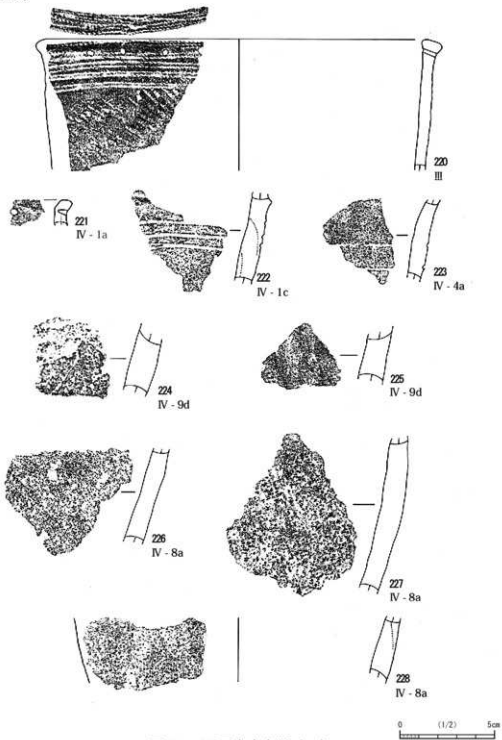 220
III
221
IV - 1a
222
IV - 1c
223
IV - 4a
224
IV - 9d
225
IV - 9d
226
IV - 8a
227
IV - 8a
228
IV - 8a
0 (1/2) 5cm